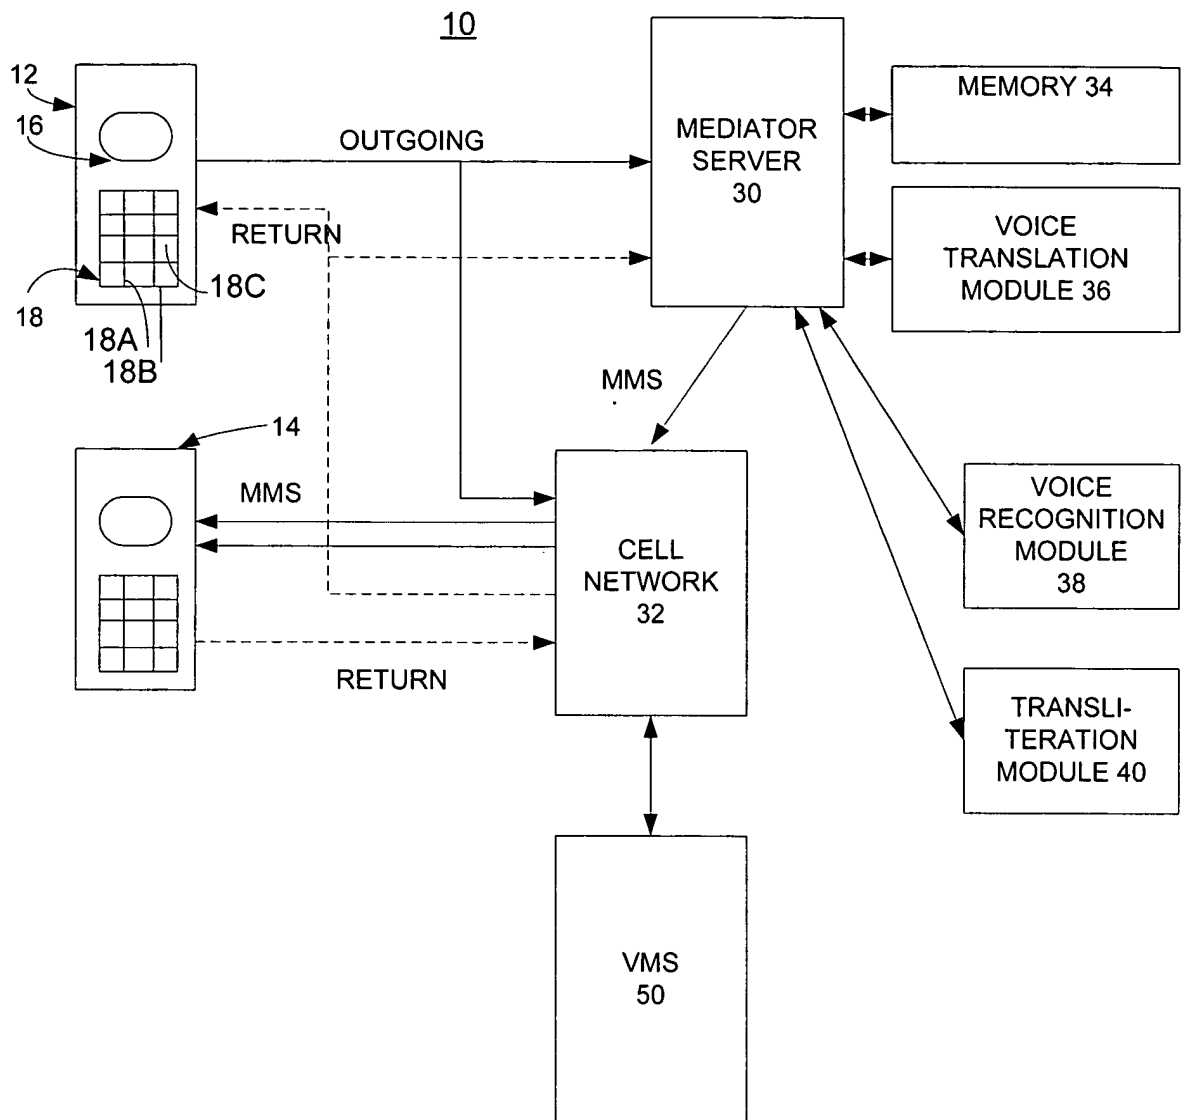 10
12
16
OUTGOING
MEDIATOR
SERVER
30
MEMORY 34
RETURN
18
18C
18A
18B
VOICE
TRANSLATION
MODULE 36
MMS
14
MMS
CELL
NETWORK
32
VOICE
RECOGNITION
MODULE
38
RETURN
TRANSLI-
TERATION
MODULE 40
VMS
50